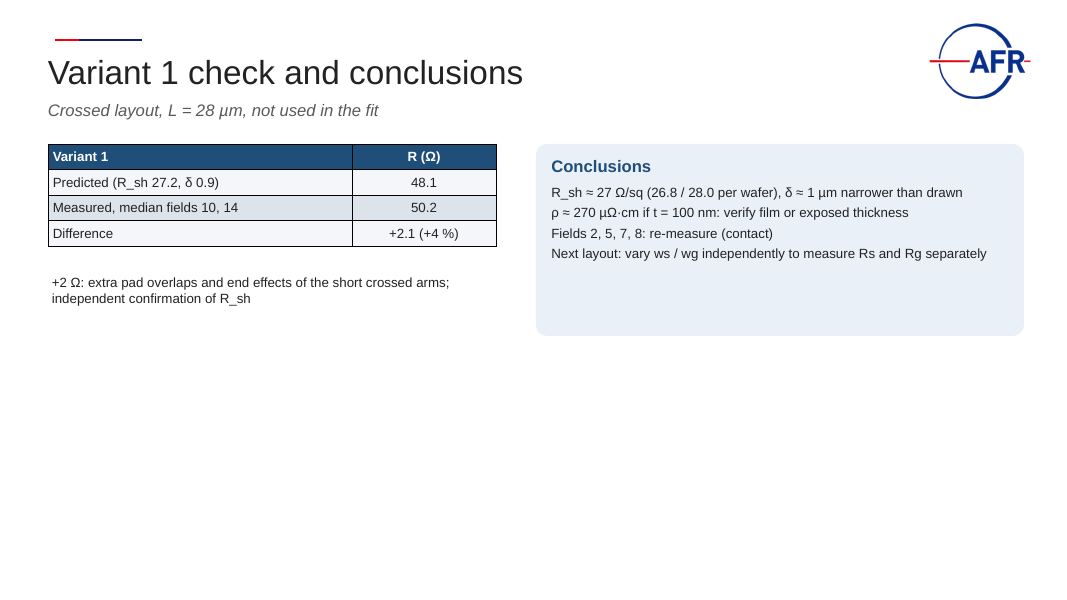 AFR
Variant 1 check and conclusions
Crossed layout, L = 28 µm, not used in the fit
Variant 1 R (Ω)
Predicted (R_sh 27.2, δ 0.9) 48.1
Measured, median fields 10, 14 50.2
Difference +2.1 (+4 %)
+2 Ω: extra pad overlaps and end effects of the short crossed arms;
independent confirmation of R_sh
Conclusions
R_sh ≈ 27 Ω/sq (26.8 / 28.0 per wafer), δ ≈ 1 µm narrower than drawn
ρ ≈ 270 µΩ·cm if t = 100 nm: verify film or exposed thickness
Fields 2, 5, 7, 8: re-measure (contact)
Next layout: vary ws / wg independently to measure Rs and Rg separately